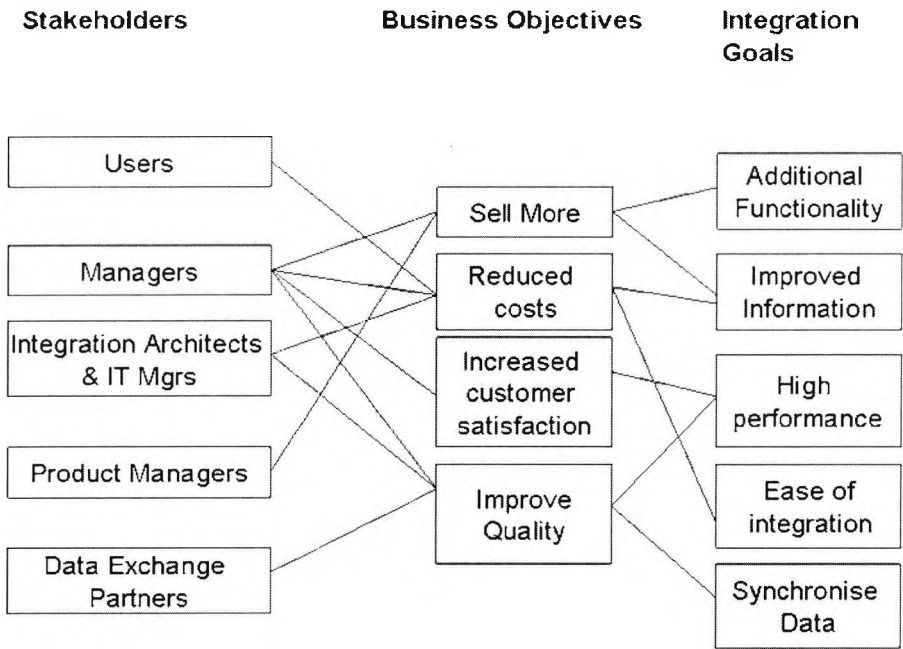 Stakeholders
Business Objectives
Integration
Goals
Users
Managers
Integration Architects
& IT Mgrs
Product Managers
Data Exchange
Partners
Sell More
Reduced
costs
Increased
customer
satisfaction
Improve
Quality
Additional
Functionality
Improved
Information
High
performance
Ease of
integration
Synchronise
Data